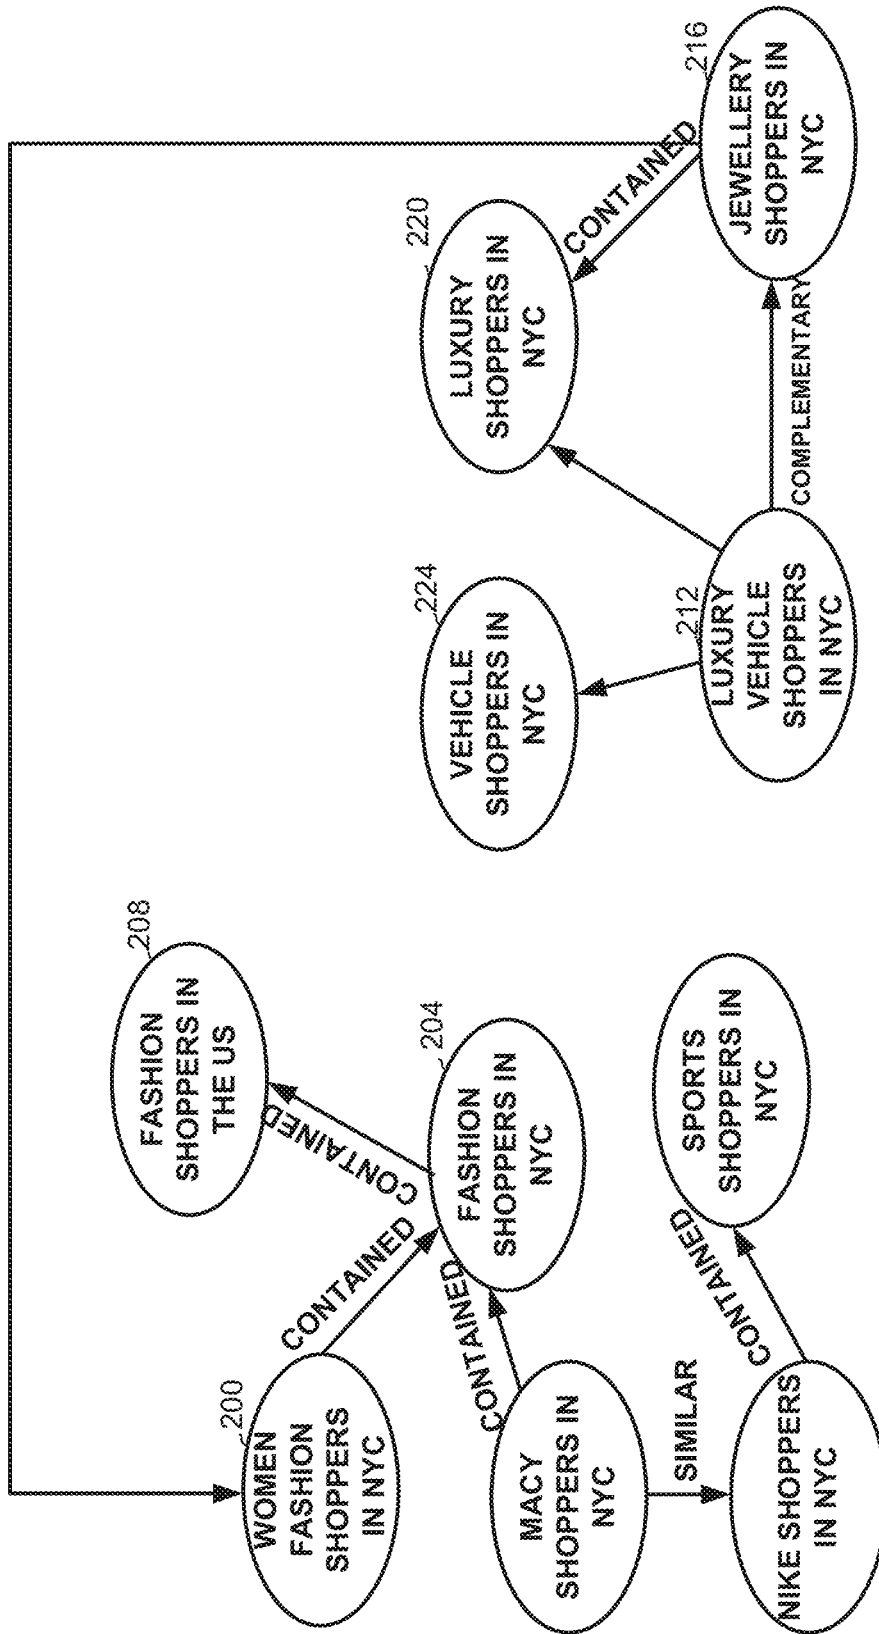 WOMEN
FASHION
SHOPPERS
IN NYC
200
CONTAINED
FASHION
SHOPPERS IN
THE US
208
CONTAINED
FASHION
SHOPPERS IN
NYC
204
CONTAINED
MACY
SHOPPERS IN
NYC
SIMILAR
NIKE SHOPPERS
IN NYC
CONTAINED
SPORTS
SHOPPERS IN
NYC
VEHICLE
SHOPPERS IN
NYC
224
LUXURY
SHOPPERS IN
NYC
220
212
LUXURY
VEHICLE
SHOPPERS
IN NYC
COMPLEMENTARY
CONTAINED
JEWELLERY
SHOPPERS IN
NYC
216